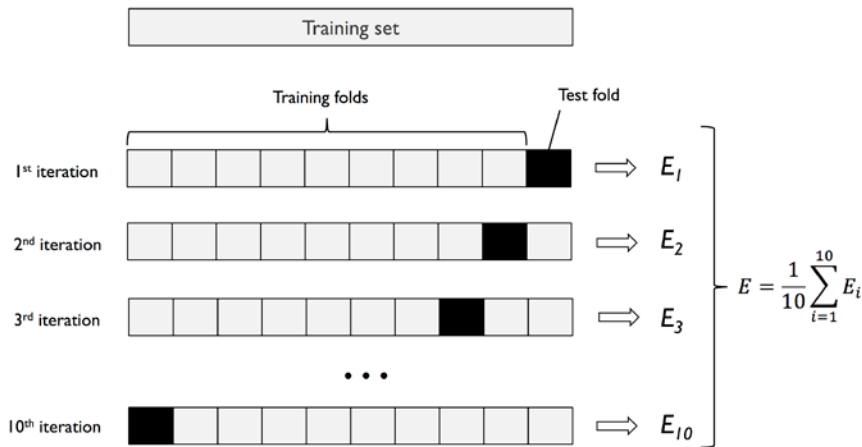 Training set
Training folds
Test fold
1st iteration
E1
2nd iteration
E2
3rd iteration
E3
E = 1/10 ∑ i=1 10 Ei
• • •
10th iteration
E10